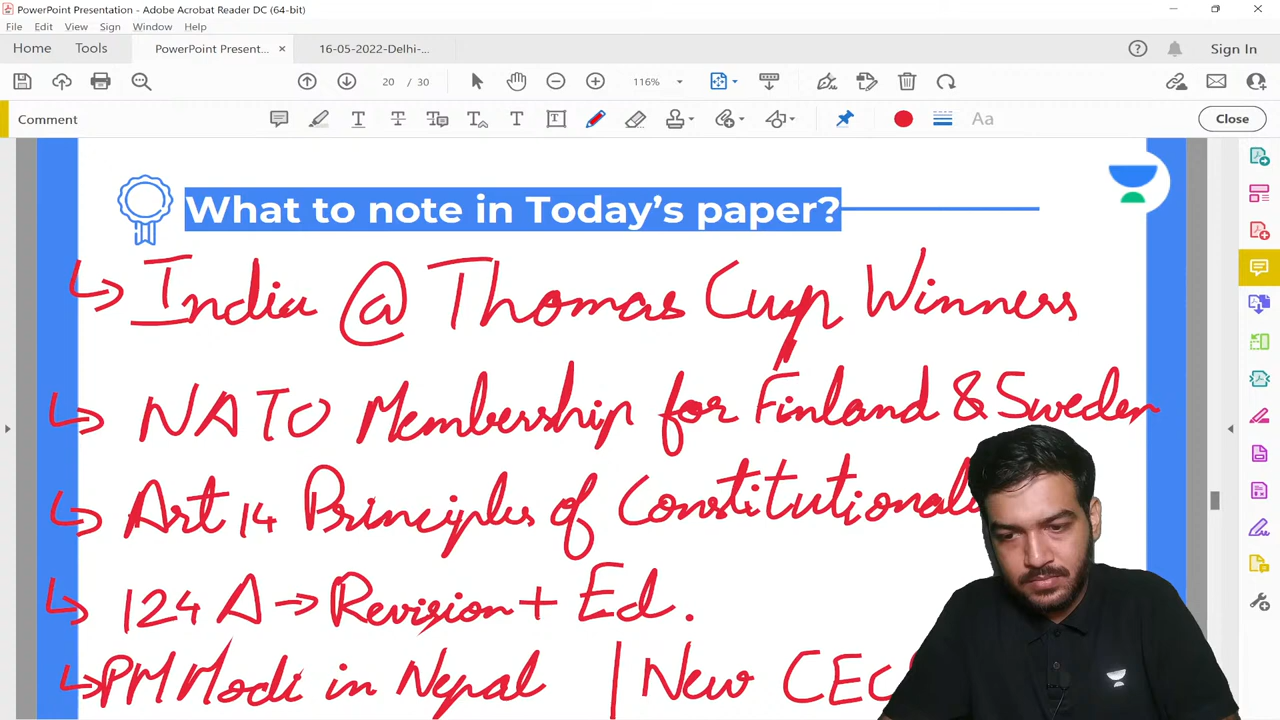 PowerPoint Presentation - Adobe Acrobat Reader DC (64-bit)
File Edit View Sign Window Help
Home Tools PowerPoint Present... × 16-05-2022-Delhi-... Sign In
20 / 30 116%
Comment Aa Close
What to note in Today's paper?
India @ Thomas Cup Winners
NATO Membership for Finland & Sweden
Art 14 Principles of
124 A → Revision + Ed.
PM Modi in Nepal | New CEC